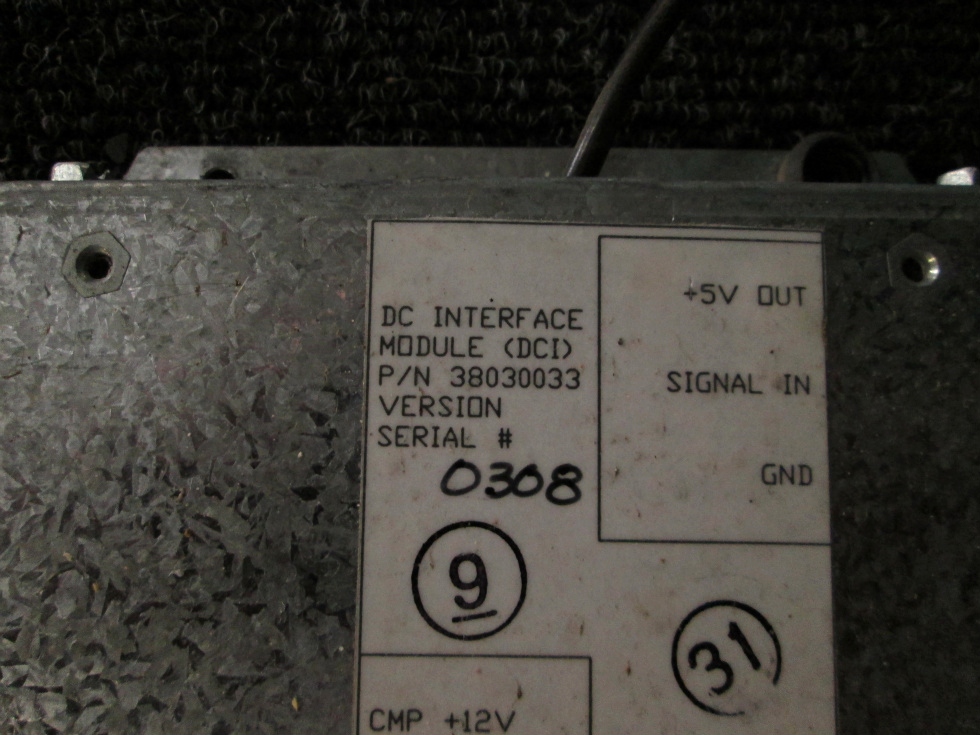 DC INTERFACE
MODULE (DCI)
P/N 38030033
VERSION
SERIAL #
0308
9
+5V OUT
SIGNAL IN
GND
31
CMP +12V